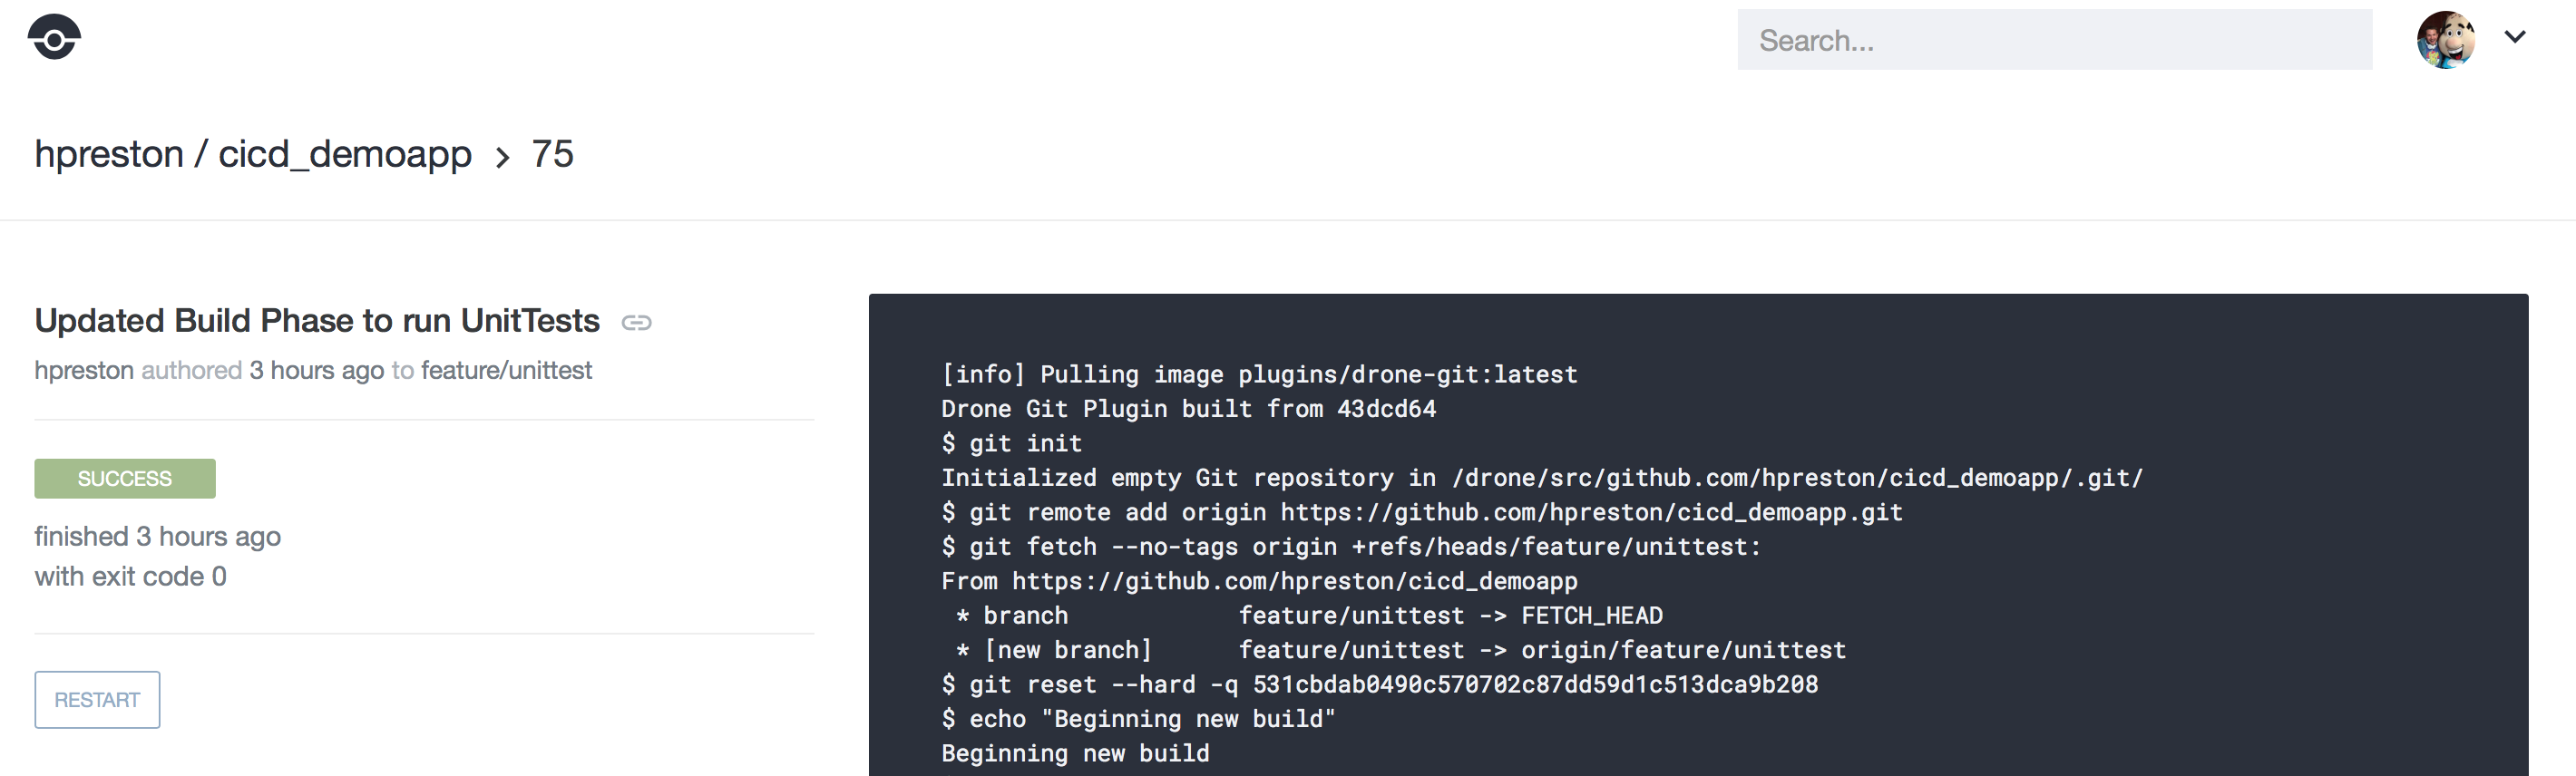 Search...
hpreston / cicd_demoapp > 75
Updated Build Phase to run UnitTests
hpreston authored 3 hours ago to feature/unittest
SUCCESS
finished 3 hours ago
with exit code 0
RESTART
[info] Pulling image plugins/drone-git:latest
Drone Git Plugin built from 43dcd64
$ git init
Initialized empty Git repository in /drone/src/github.com/hpreston/cicd_demoapp/.git/
$ git remote add origin https://github.com/hpreston/cicd_demoapp.git
$ git fetch --no-tags origin +refs/heads/feature/unittest:
From https://github.com/hpreston/cicd_demoapp
 * branch            feature/unittest -> FETCH_HEAD
 * [new branch]      feature/unittest -> origin/feature/unittest
$ git reset --hard -q 531cbdab0490c570702c87dd59d1c513dca9b208
$ echo "Beginning new build"
Beginning new build